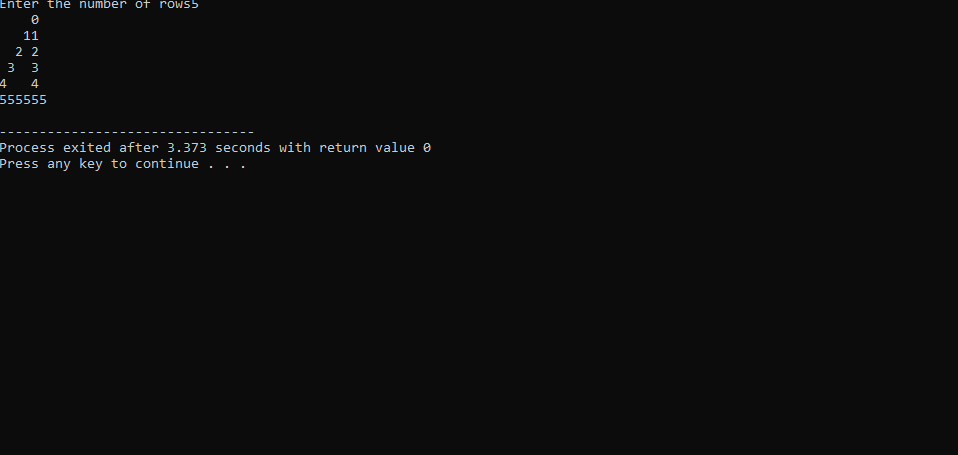 Enter the number of rows5
    0
   11
  2 2
 3  3
4   4
555555
--------------------------------
Process exited after 3.373 seconds with return value 0
Press any key to continue . . .